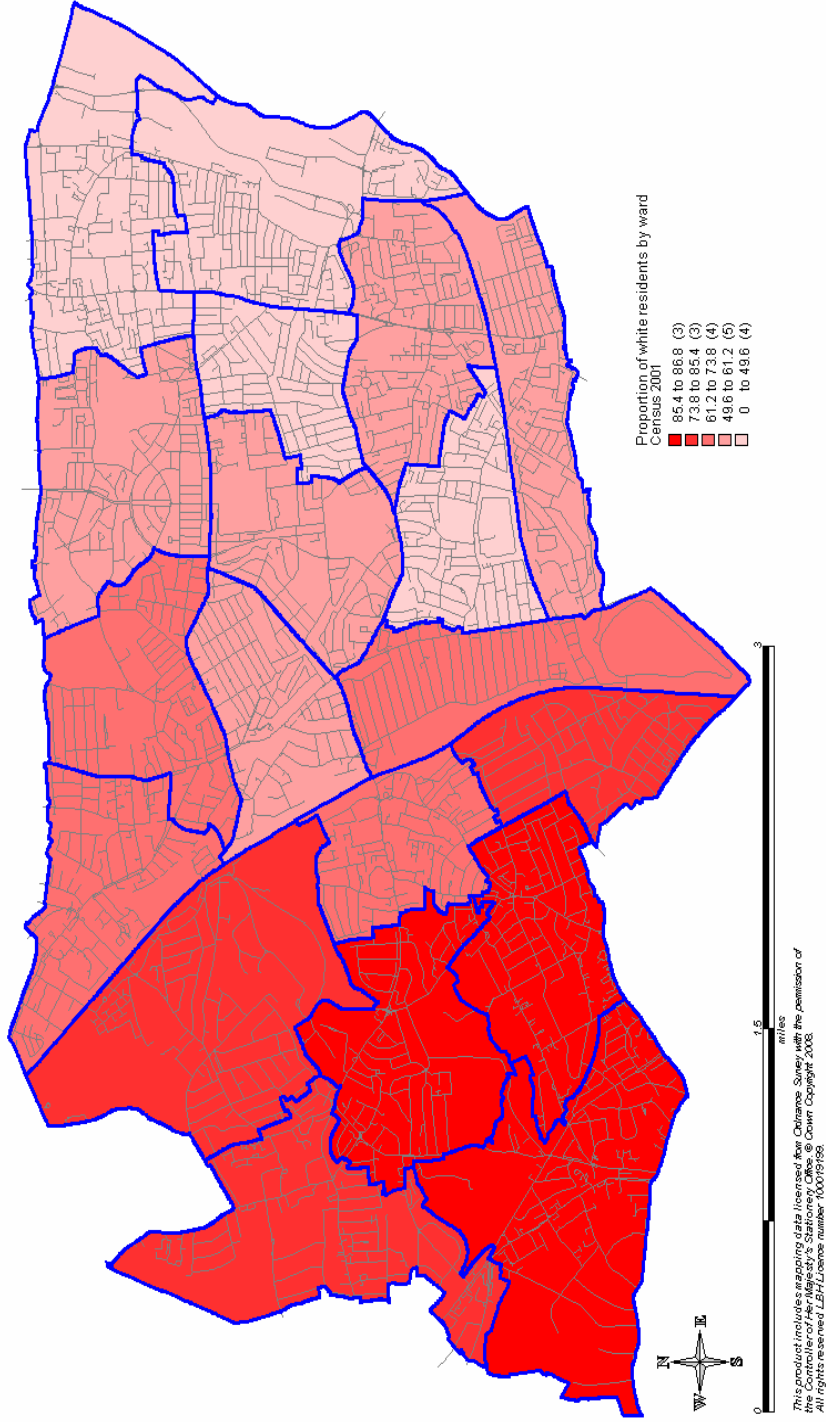 Proportion of white residents by ward
Census 2001
85.4 to 86.8 (3)
73.8 to 85.4 (3)
61.2 to 73.8 (4)
49.6 to 61.2 (5)
0 to 49.6 (4)
N
W E
S
0 1.5 3
miles
This product includes mapping data licensed from Ordnance Survey with the permission of
the Controller of Her Majesty's Stationery Office. © Crown Copyright 2008.
All rights reserved LBH Licence number 100019199.